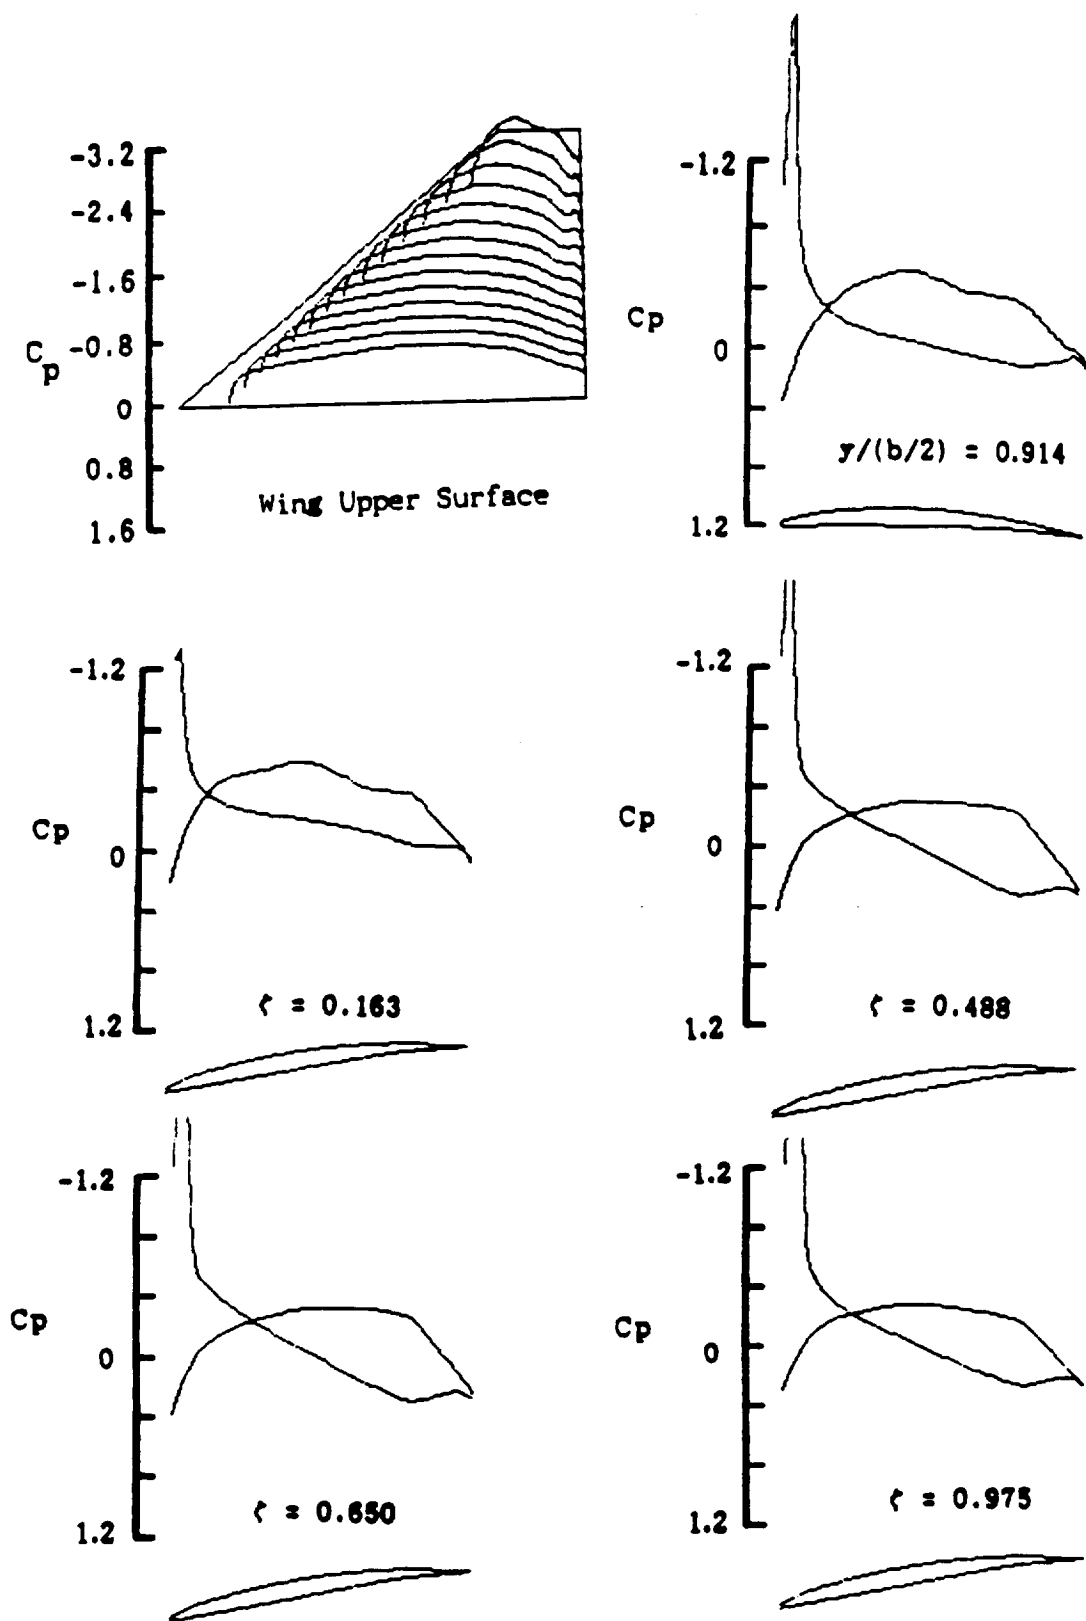 -3.2
-2.4
-1.6
-0.8
Cp
0
0.8
1.6
Wing Upper Surface
-1.2
Cp
0
1.2
y/(b/2) = 0.914
-1.2
Cp
0
1.2
ζ = 0.163
-1.2
Cp
0
1.2
ζ = 0.488
-1.2
Cp
0
1.2
ζ = 0.650
-1.2
Cp
0
1.2
ζ = 0.975